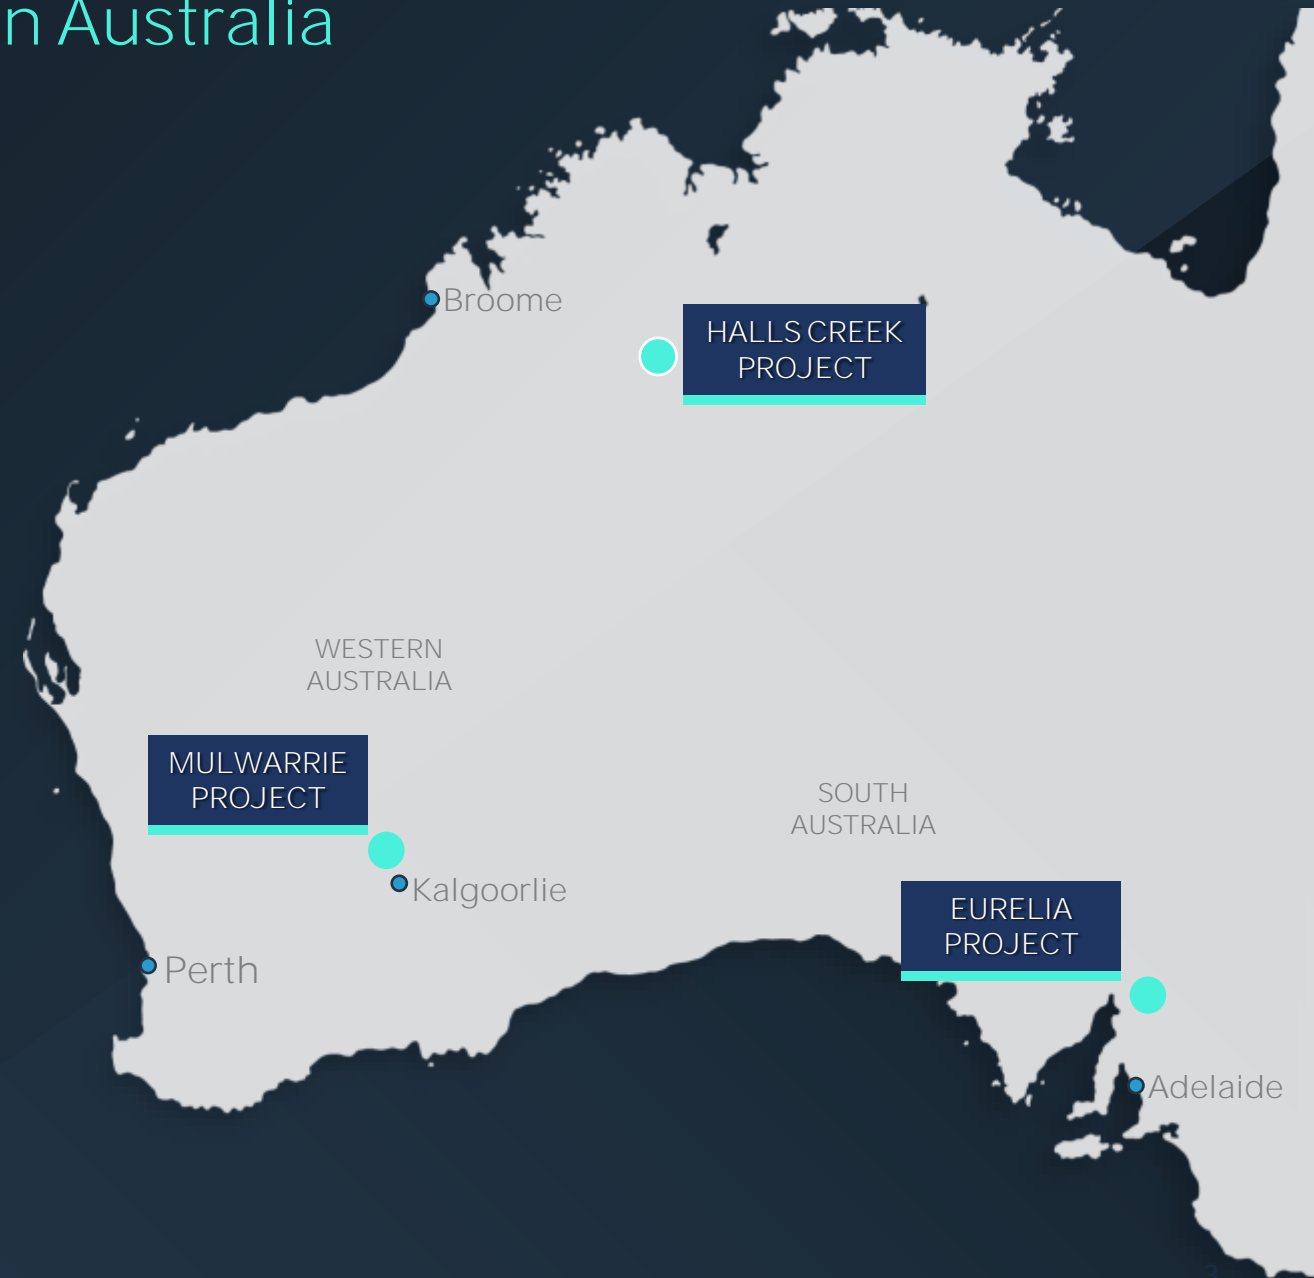 n Australia
Broome
HALLS CREEK
PROJECT
WESTERN
AUSTRALIA
MULWARRIE
PROJECT
SOUTH
AUSTRALIA
Kalgoorlie
EURELIA
PROJECT
Perth
Adelaide